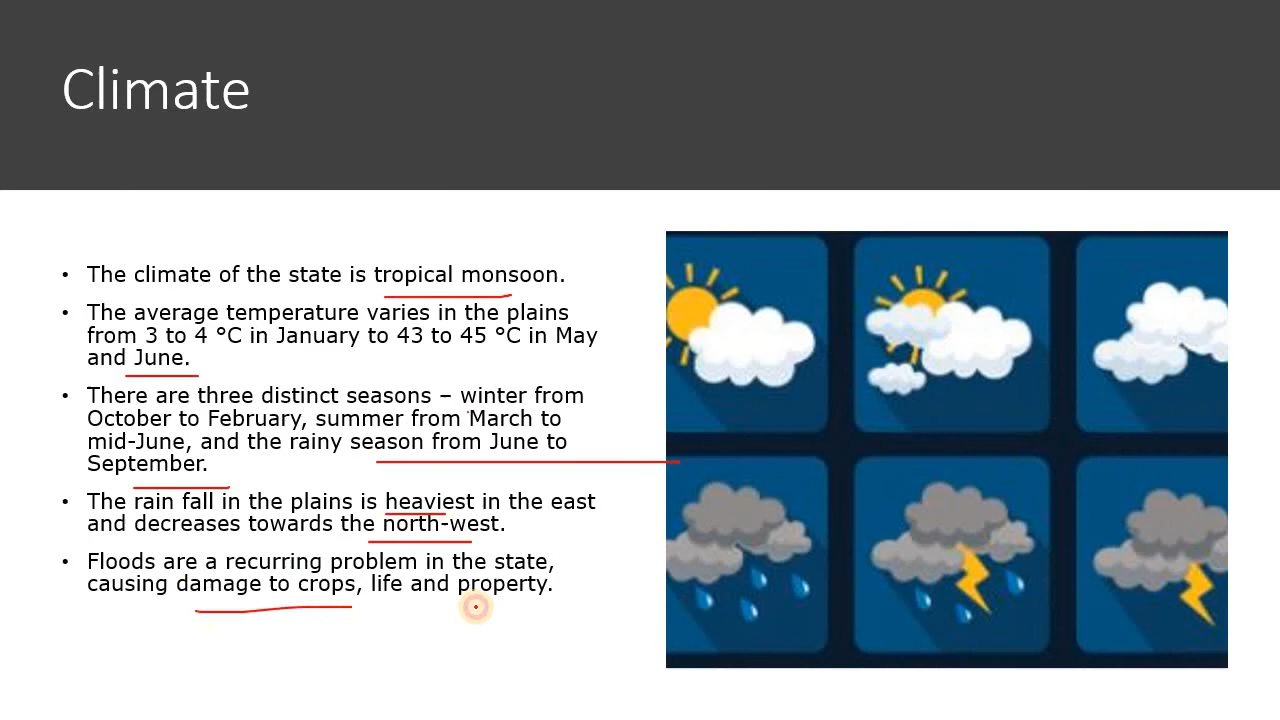 Climate
• The climate of the state is tropical monsoon.
• The average temperature varies in the plains
from 3 to 4 °C in January to 43 to 45 °C in May
and June.
• There are three distinct seasons – winter from
October to February, summer from March to
mid-June, and the rainy season from June to
September.
• The rain fall in the plains is heaviest in the east
and decreases towards the north-west.
• Floods are a recurring problem in the state,
causing damage to crops, life and property.